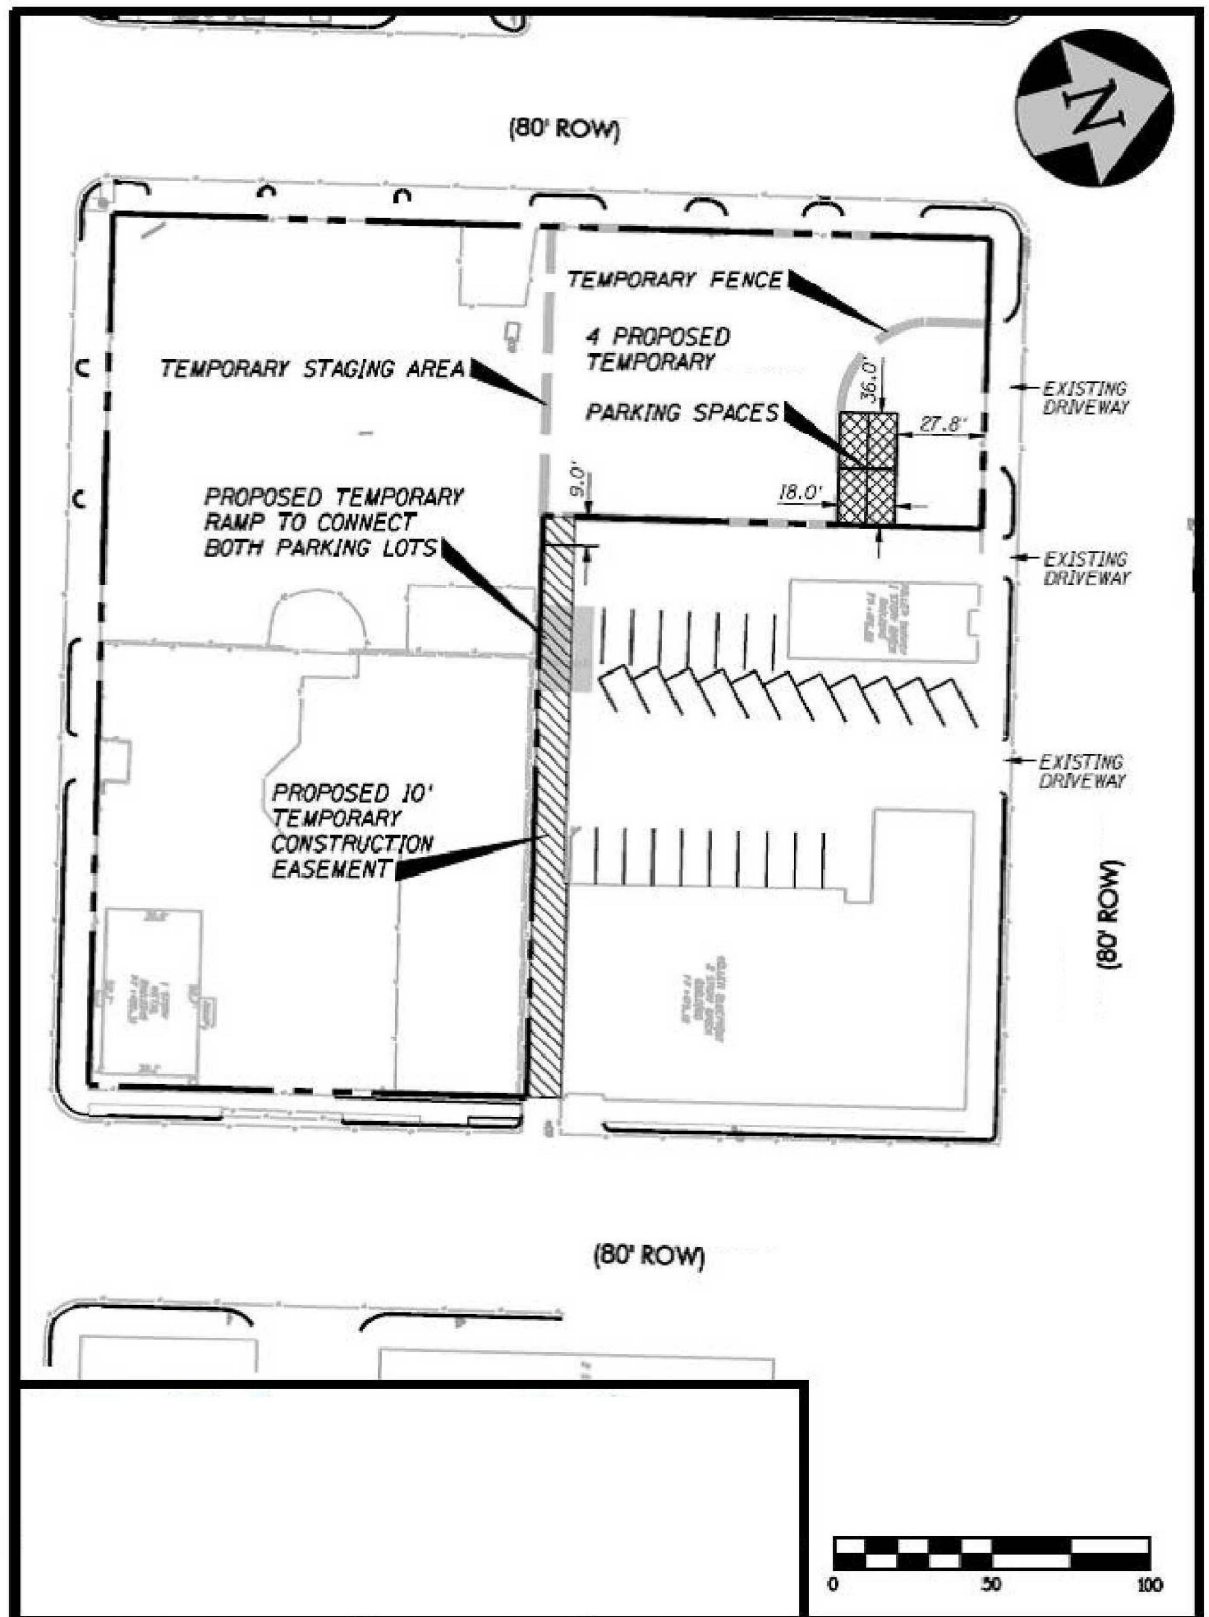 (80' ROW)
N
TEMPORARY FENCE
4 PROPOSED
TEMPORARY
PARKING SPACES
TEMPORARY STAGING AREA
36.0'
27.8'
18.0'
9.0'
EXISTING
DRIVEWAY
PROPOSED TEMPORARY
RAMP TO CONNECT
BOTH PARKING LOTS
EXISTING
DRIVEWAY
EXISTING
DRIVEWAY
PROPOSED 10'
TEMPORARY
CONSTRUCTION
EASEMENT
(80' ROW)
(80' ROW)
0 50 100